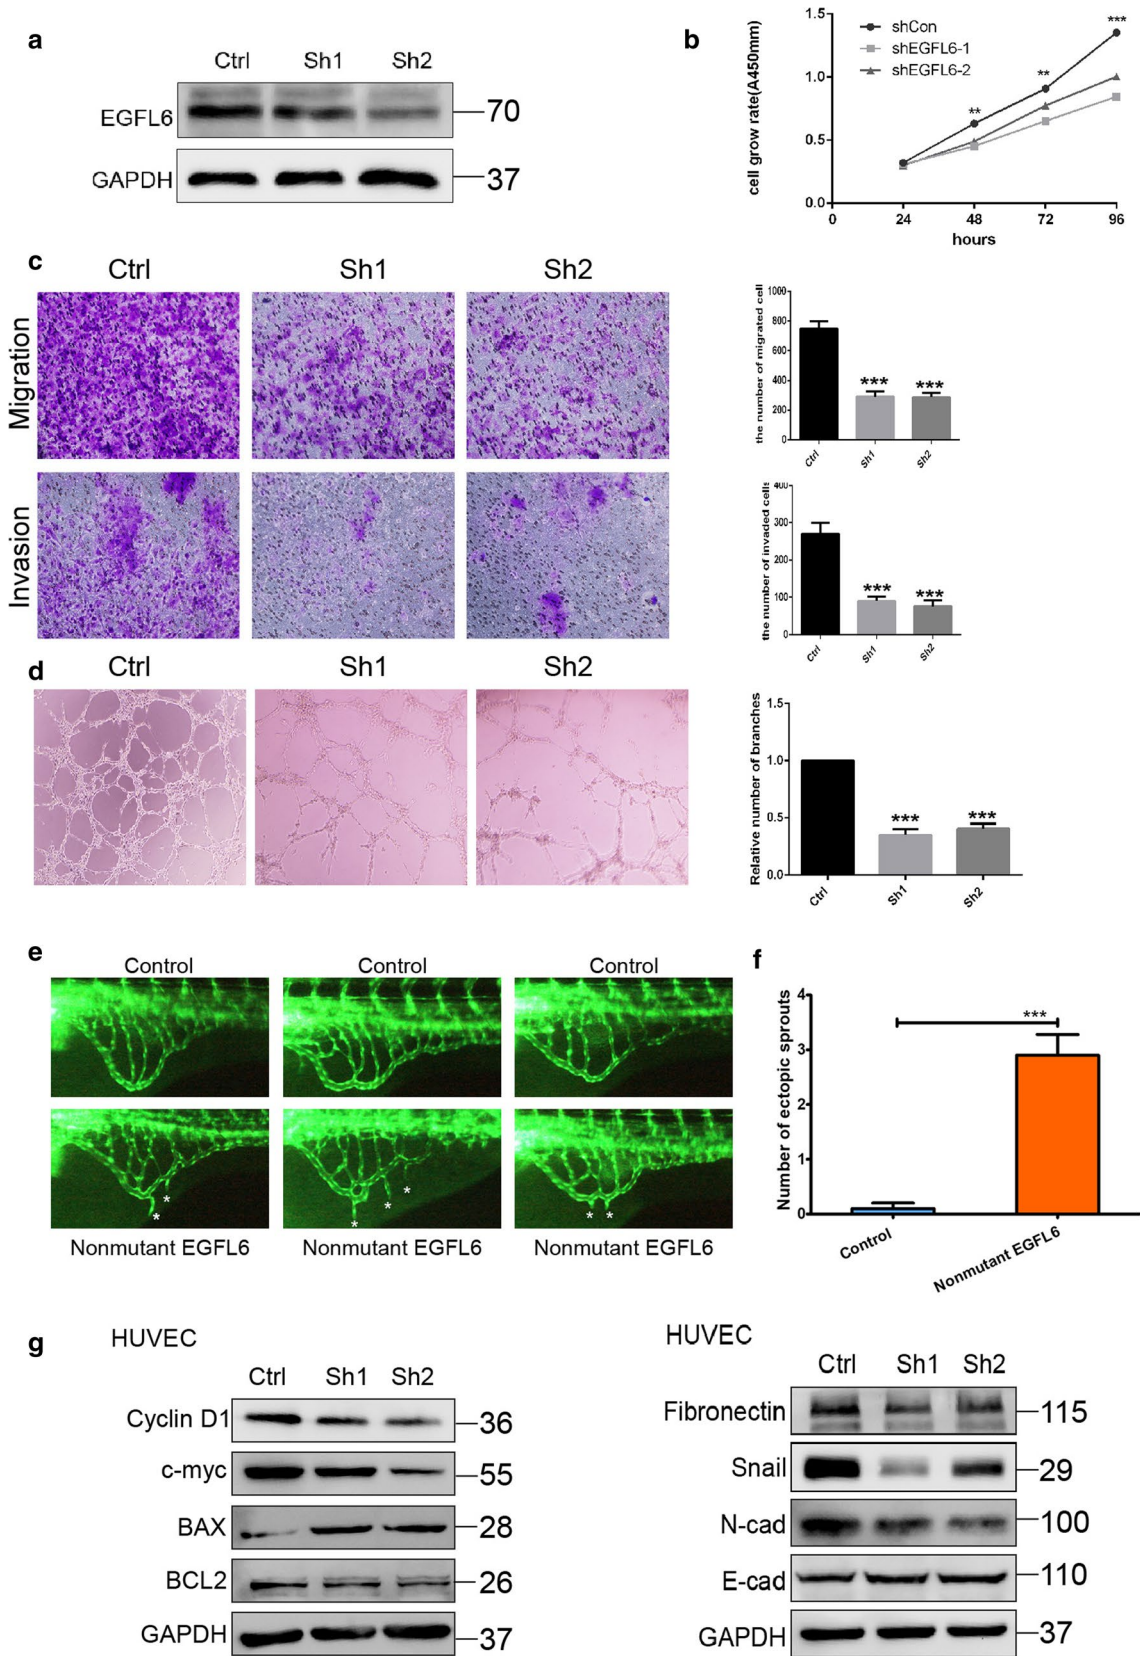 a
Ctrl Sh1 Sh2
EGFL6
70
GAPDH
37
b
cell grow rate(A450mm)
1.5
1.0
0.5
0.0
0 24 48 72 96
hours
shCon
shEGFL6-1
shEGFL6-2
**
**
***
c
Ctrl Sh1 Sh2
Migration
Invasion
the number of migrated cell
1000
800
600
400
200
0
*** ***
Ctrl Sh1 Sh2
the number of invaded cells
400
300
200
100
0
*** ***
Ctrl Sh1 Sh2
d
Ctrl Sh1 Sh2
Relative number of branches
1.5
1.0
0.5
0.0
*** ***
Ctrl Sh1 Sh2
e
Control Control Control
* * * * * * *
Nonmutant EGFL6 Nonmutant EGFL6 Nonmutant EGFL6
f
Number of ectopic sprouts
4
3
2
1
0
***
Control Nonmutant EGFL6
g
HUVEC
Ctrl Sh1 Sh2
Cyclin D1 36
c-myc 55
BAX 28
BCL2 26
GAPDH 37
HUVEC
Ctrl Sh1 Sh2
Fibronectin 115
Snail 29
N-cad 100
E-cad 110
GAPDH 37